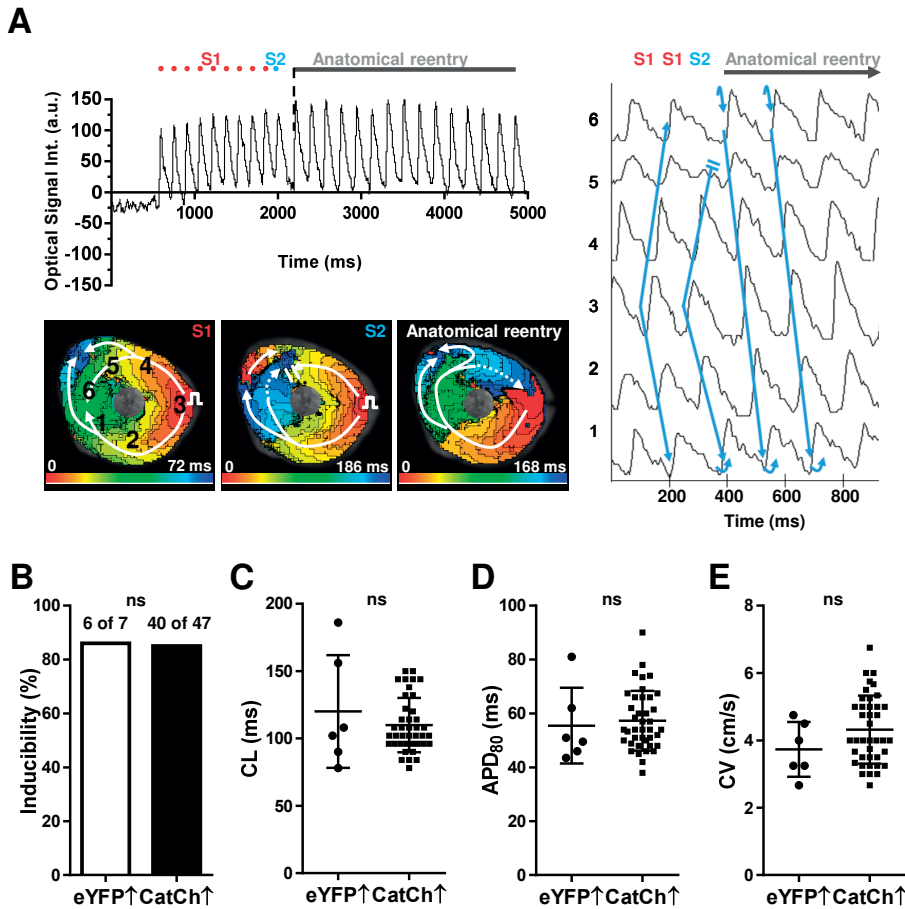 A
S1 S2 Anatomical reentry
Optical Signal Int. (a.u.)
150
100
50
0
-50
-100
-150
1000 2000 3000 4000 5000
Time (ms)
S1
5 4
6 3
1 2
0 72 ms
S2
0 186 ms
Anatomical reentry
0 168 ms
S1 S1 S2 Anatomical reentry
6
5
4
3
2
1
200 400 600 800
Time (ms)
B
ns
6 of 7 40 of 47
Inducibility (%)
100
80
60
40
20
0
eYFP↑ CatCh↑
C
ns
CL (ms)
200
150
100
50
0
eYFP↑ CatCh↑
D
ns
APD80 (ms)
100
80
60
40
20
0
eYFP↑ CatCh↑
E
ns
CV (cm/s)
8
6
4
2
0
eYFP↑ CatCh↑